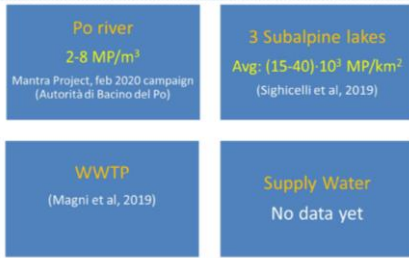 Po river
2-8 MP/m³
Mantra Project, feb 2020 campaign
(Autorità di Bacino del Po)
3 Subalpine lakes
Avg: (15-40)·10³ MP/km²
(Sighicelli et al, 2019)
WWTP
(Magni et al, 2019)
Supply Water
No data yet